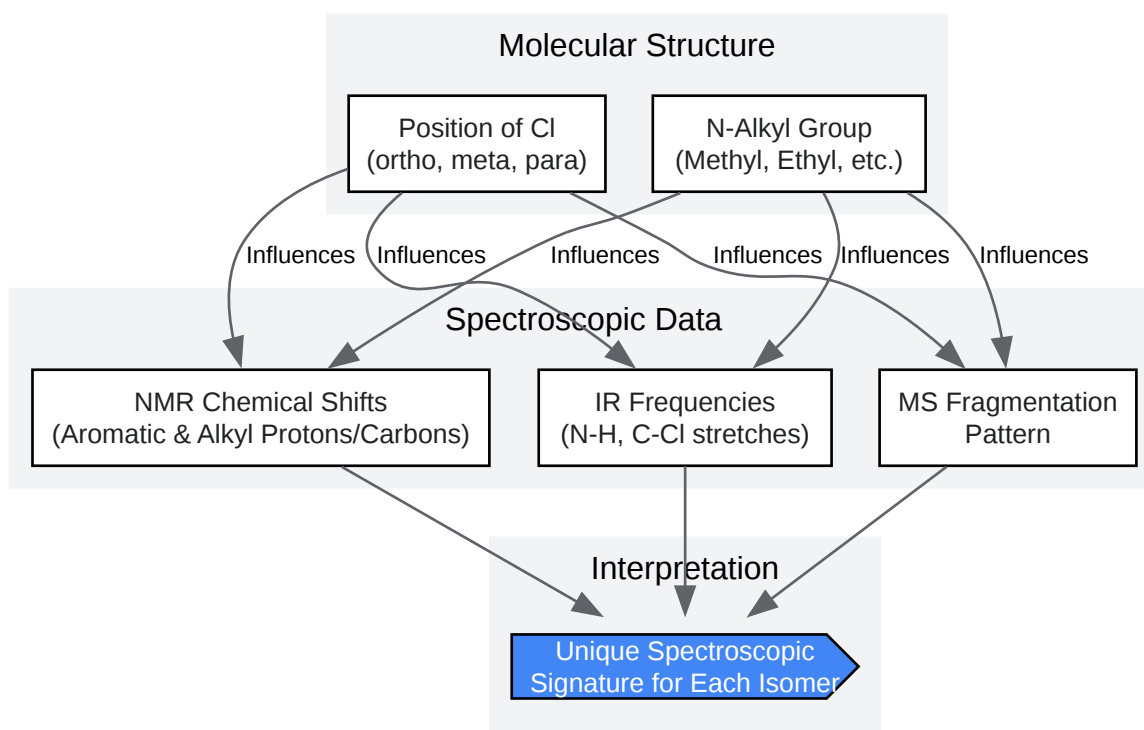 Molecular Structure
Position of Cl
(ortho, meta, para)
N-Alkyl Group
(Methyl, Ethyl, etc.)
Influences
Influences
Influences
Influences
Influences
Influences
Spectroscopic Data
NMR Chemical Shifts
(Aromatic & Alkyl Protons/Carbons)
IR Frequencies
(N-H, C-Cl stretches)
MS Fragmentation
Pattern
Interpretation
Unique Spectroscopic
Signature for Each Isomer